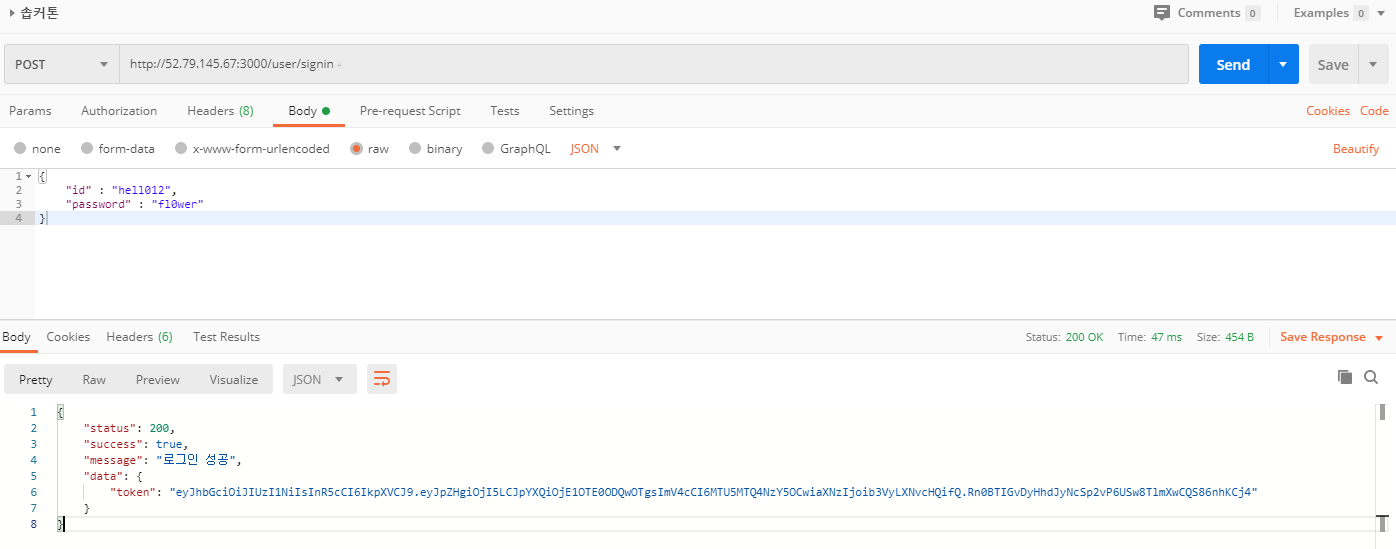 솝커톤
Comments 0 Examples 0
POST http://52.79.145.67:3000/user/signin Send Save
Params Authorization Headers (8) Body Pre-request Script Tests Settings Cookies Code
none form-data x-www-form-urlencoded raw binary GraphQL JSON Beautify
1 {
2 "id" : "hell012",
3 "password" : "fl0wer"
4 }
Body Cookies Headers (6) Test Results Status: 200 OK Time: 47 ms Size: 454 B Save Response
Pretty Raw Preview Visualize JSON
1 {
2 "status": 200,
3 "success": true,
4 "message": "로그인 성공",
5 "data": {
6 "token": "eyJhbGciOiJIUzI1NiIsInR5cCI6IkpXVCJ9.eyJpZHgiOjI5LCJpYXQiOjE1OTE0ODQwOTgsImV4cCI6MTU5MTQ4NzY5OCwiaXNzIjoib3VyLXNvcHQifQ.Rn0BTIGvDyHhdJyNcSp2vP6USw8TlmXwCQS86nhKCj4"
7 }
8 }